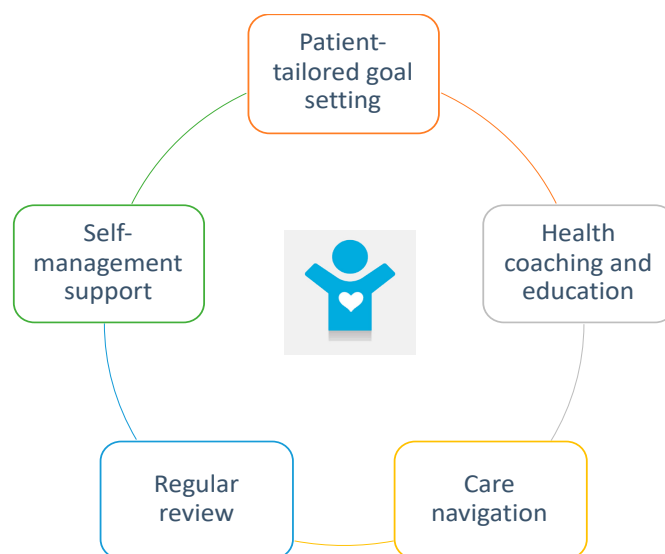 Patient-
tailored goal
setting
Health
coaching and
education
Care
navigation
Regular
review
Self-
management
support